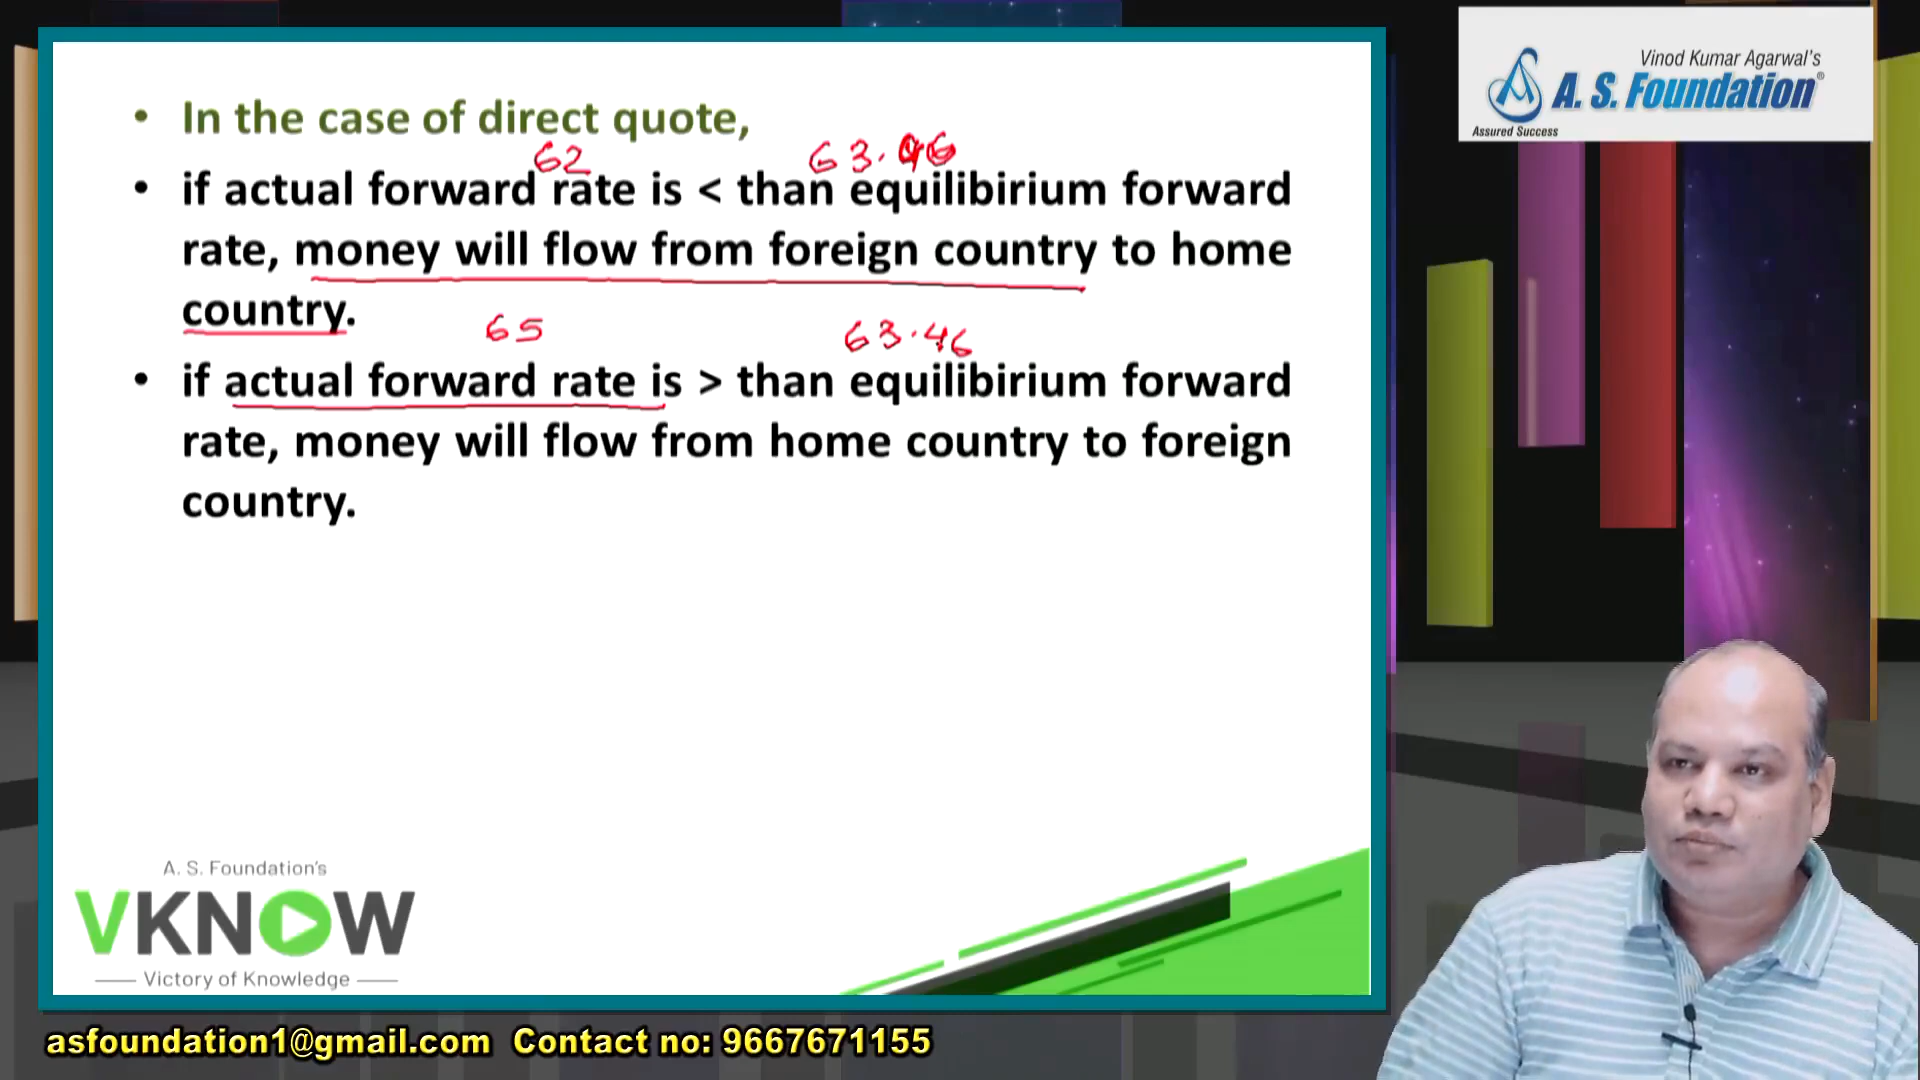 Vinod Kumar Agarwal's
A. S. Foundation®
Assured Success
• In the case of direct quote,
62 63.46
• if actual forward rate is < than equilibirium forward
rate, money will flow from foreign country to home
country.
65 63.46
• if actual forward rate is > than equilibirium forward
rate, money will flow from home country to foreign
country.
A. S. Foundation's
VKNOW
Victory of Knowledge
asfoundation1@gmail.com Contact no: 9667671155